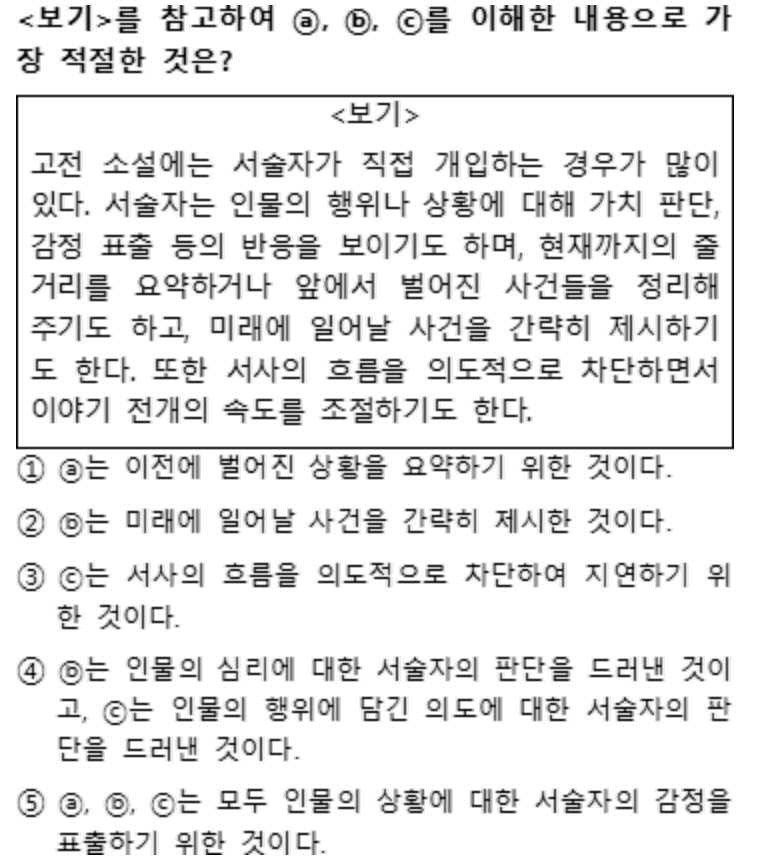 <보기>를 참고하여 ⓐ, ⓑ, ⓒ를 이해한 내용으로 가
장 적절한 것은?
<보기>
고전 소설에는 서술자가 직접 개입하는 경우가 많이
있다. 서술자는 인물의 행위나 상황에 대해 가치 판단,
감정 표출 등의 반응을 보이기도 하며, 현재까지의 줄
거리를 요약하거나 앞에서 벌어진 사건들을 정리해
주기도 하고, 미래에 일어날 사건을 간략히 제시하기
도 한다. 또한 서사의 흐름을 의도적으로 차단하면서
이야기 전개의 속도를 조절하기도 한다.
① ⓐ는 이전에 벌어진 상황을 요약하기 위한 것이다.
② ⓑ는 미래에 일어날 사건을 간략히 제시한 것이다.
③ ⓒ는 서사의 흐름을 의도적으로 차단하여 지연하기 위
한 것이다.
④ ⓑ는 인물의 심리에 대한 서술자의 판단을 드러낸 것이
고, ⓒ는 인물의 행위에 담긴 의도에 대한 서술자의 판
단을 드러낸 것이다.
⑤ ⓐ, ⓑ, ⓒ는 모두 인물의 상황에 대한 서술자의 감정을
표출하기 위한 것이다.